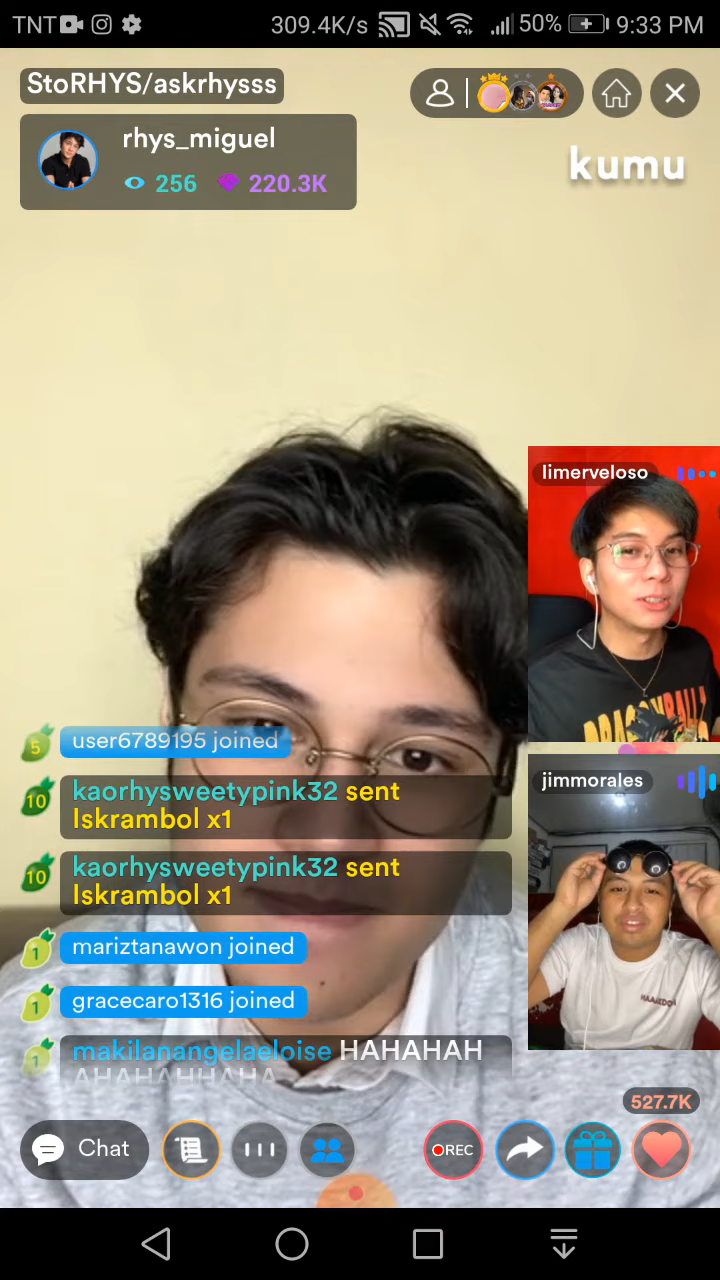 TNT 309.4K/s 50% 9:33 PM
StoRHYS/askrhysss
rhys_miguel
256 220.3K
kumu
limerveloso
jimmorales
5 user6789195 joined
10 kaorhysweetypink32 sent
Iskrambol x1
10 kaorhysweetypink32 sent
Iskrambol x1
1 mariztanawon joined
1 gracecaro1316 joined
1 makilanangelaeloise HAHAHAH
AHAHAHHAHA
527.7K
Chat
REC